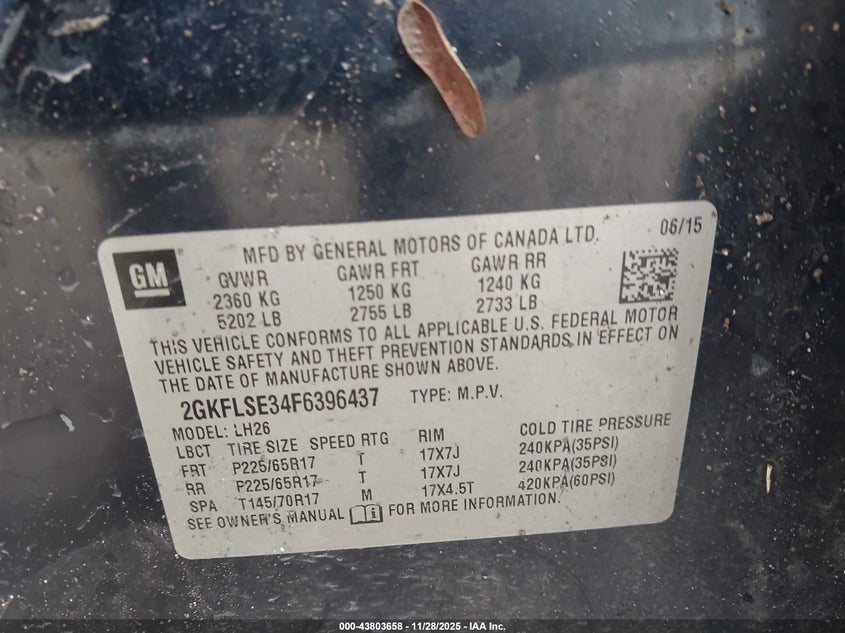 GM
MFD BY GENERAL MOTORS OF CANADA LTD. 06/15
GVWR GAWR FRT GAWR RR
2360 KG 1250 KG 1240 KG
5202 LB 2755 LB 2733 LB
THIS VEHICLE CONFORMS TO ALL APPLICABLE U.S. FEDERAL MOTOR
VEHICLE SAFETY AND THEFT PREVENTION STANDARDS IN EFFECT ON
THE DATE OF MANUFACTURE SHOWN ABOVE.
2GKFLSE34F6396437 TYPE: M.P.V.
MODEL: LH26
LBCT TIRE SIZE SPEED RTG RIM COLD TIRE PRESSURE
FRT P225/65R17 T 17X7J 240KPA(35PSI)
RR P225/65R17 T 17X7J 240KPA(35PSI)
SPA T145/70R17 M 17X4.5T 420KPA(60PSI)
SEE OWNER'S MANUAL FOR MORE INFORMATION.
000-43803658 - 11/28/2025 - IAA Inc.